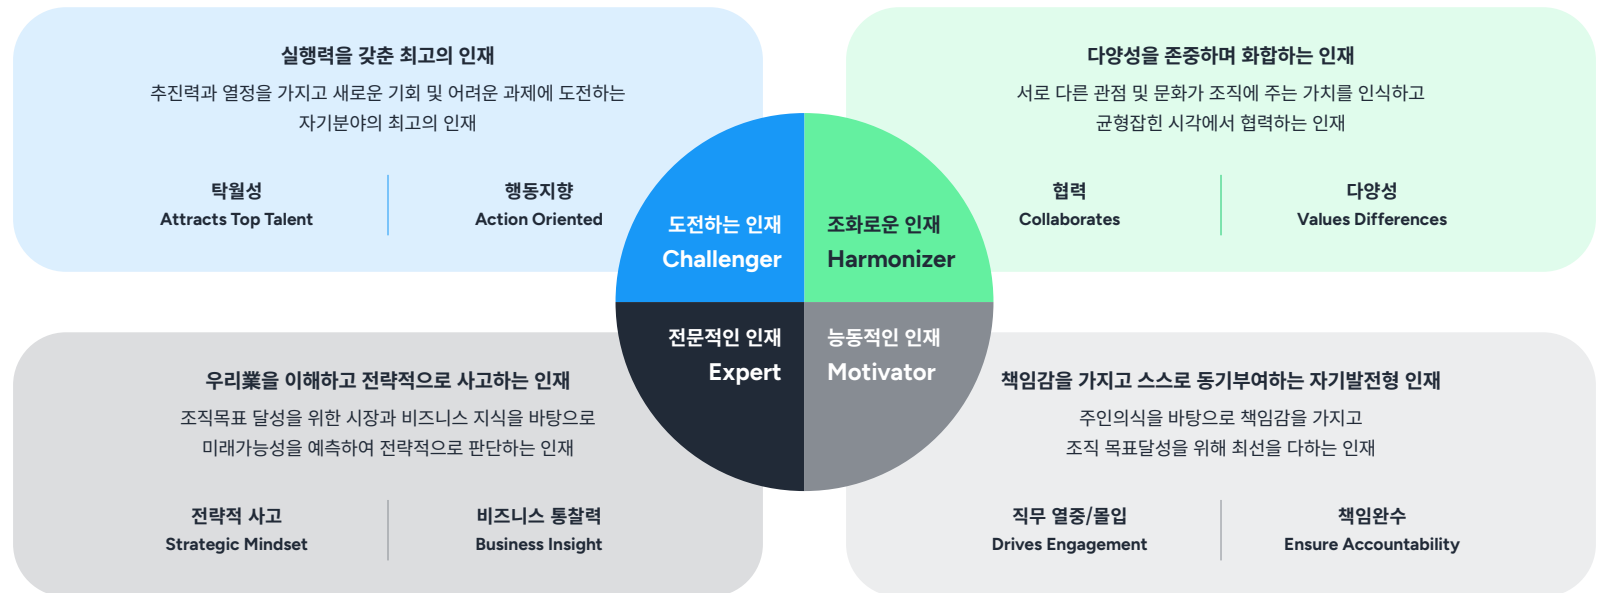 실행력을 갖춘 최고의 인재
추진력과 열정을 가지고 새로운 기회 및 어려운 과제에 도전하는
자기분야의 최고의 인재
탁월성
Attracts Top Talent
행동지향
Action Oriented
다양성을 존중하며 화합하는 인재
서로 다른 관점 및 문화가 조직에 주는 가치를 인식하고
균형잡힌 시각에서 협력하는 인재
협력
Collaborates
다양성
Values Differences
도전하는 인재
Challenger
조화로운 인재
Harmonizer
전문적인 인재
Expert
능동적인 인재
Motivator
우리業을 이해하고 전략적으로 사고하는 인재
조직목표 달성을 위한 시장과 비즈니스 지식을 바탕으로
미래가능성을 예측하여 전략적으로 판단하는 인재
전략적 사고
Strategic Mindset
비즈니스 통찰력
Business Insight
책임감을 가지고 스스로 동기부여하는 자기발전형 인재
주인의식을 바탕으로 책임감을 가지고
조직 목표달성을 위해 최선을 다하는 인재
직무 열중/몰입
Drives Engagement
책임완수
Ensure Accountability